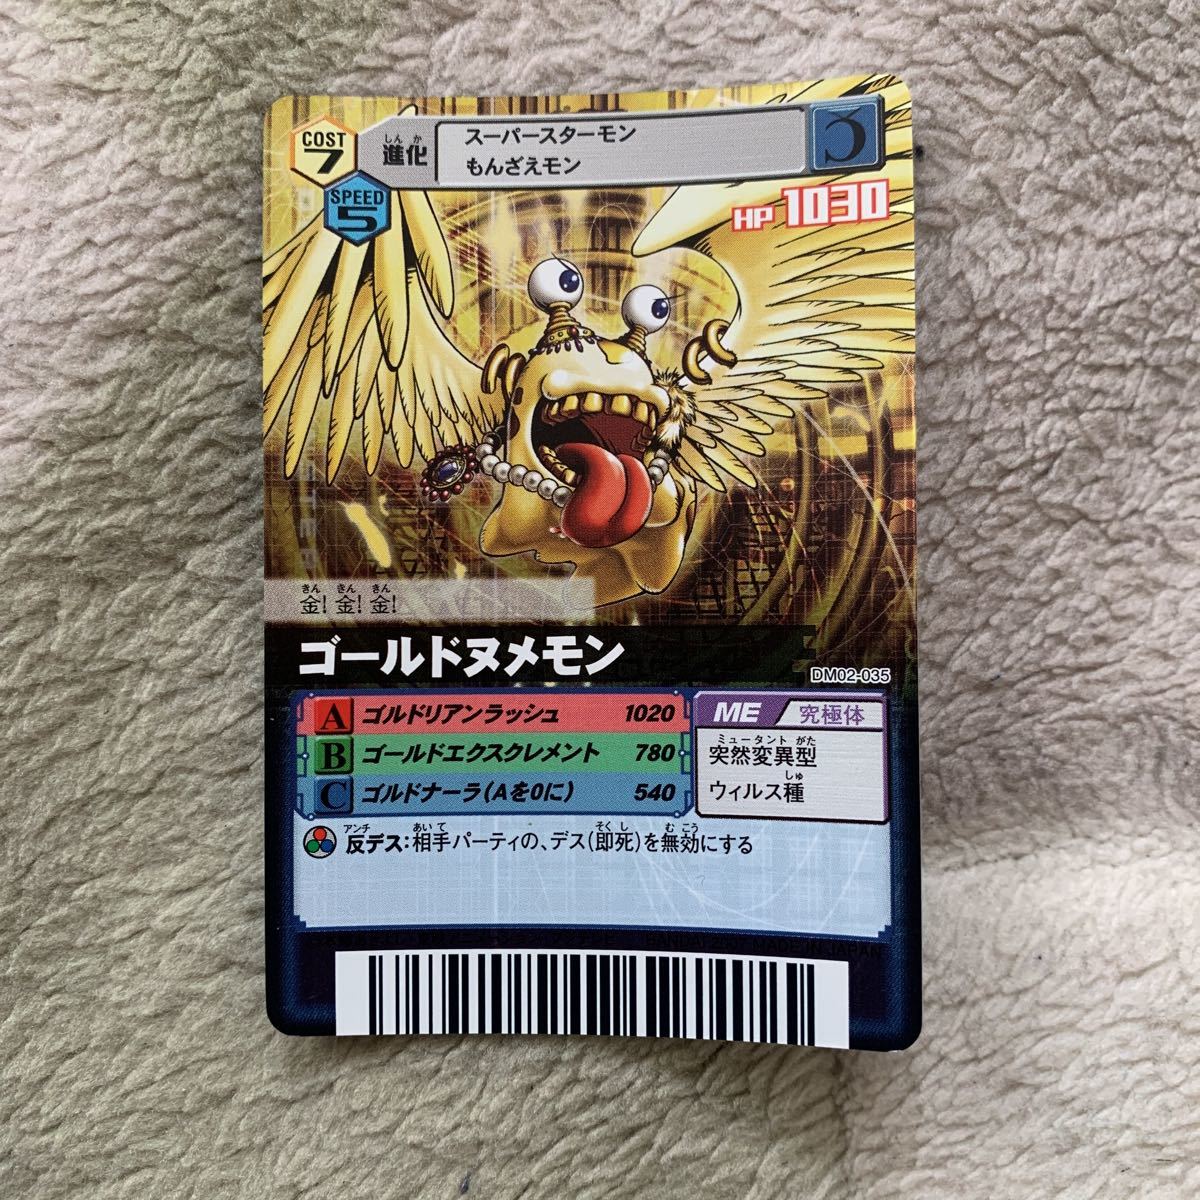 COST
7
しんか
進化
スーパースターモン
もんざえモン
C
SPEED
5
HP 1030
きん きん きん
金! 金! 金!
ゴールドヌメモン
DM02-035
A ゴルドリアンラッシュ 1020
B ゴールドエクスクレメント 780
C ゴルドナーラ(Aを0に) 540
ME 究極体
ミュータント がた
突然変異型
しゅ
ウィルス種
アンチ あいて そくし むこう
反デス:相手パーティの、デス(即死)を無効にする
BANDAI 2007 MADE IN JAPAN